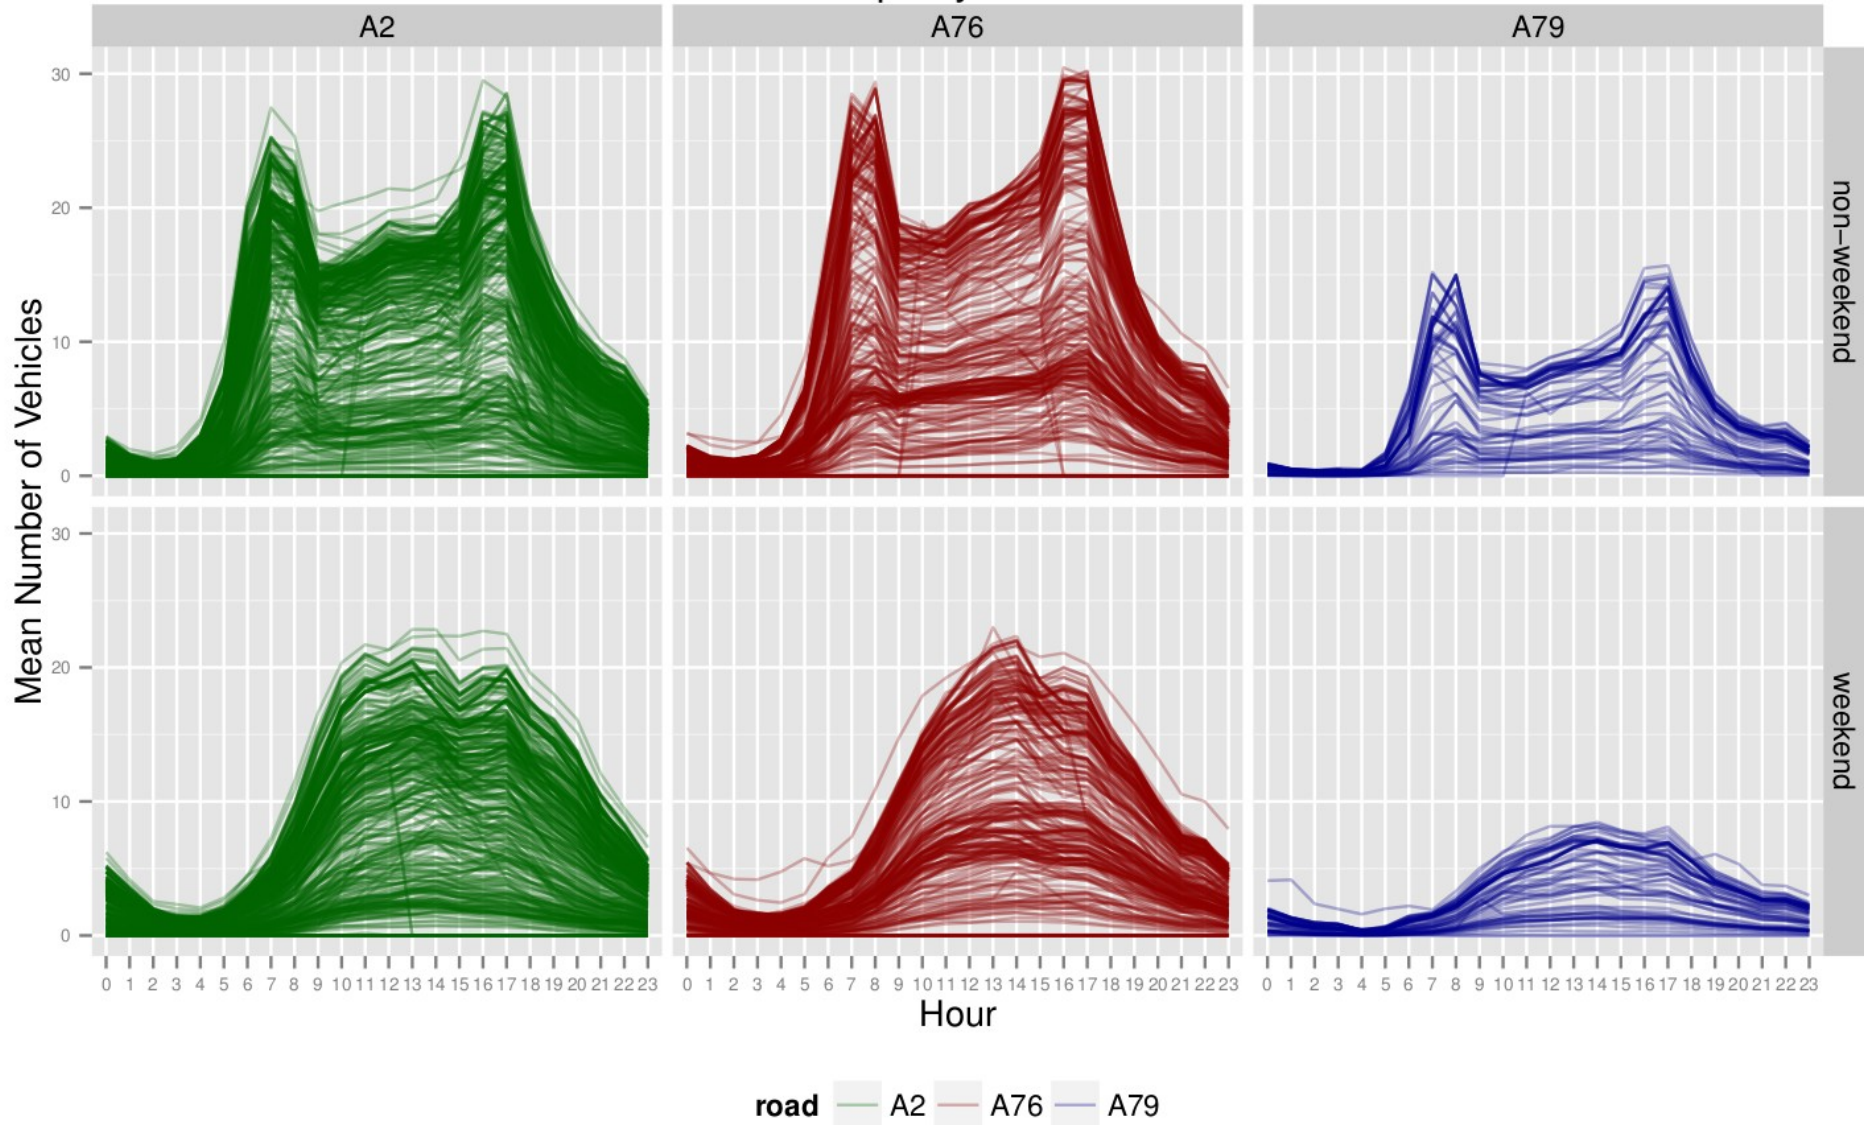 A2 A76 A79
30
20
10
0
non−weekend
Mean Number of Vehicles
30
20
10
0
weekend
0 1 2 3 4 5 6 7 8 9 10 11 12 13 14 15 16 17 18 19 20 21 22 23 0 1 2 3 4 5 6 7 8 9 10 11 12 13 14 15 16 17 18 19 20 21 22 23 0 1 2 3 4 5 6 7 8 9 10 11 12 13 14 15 16 17 18 19 20 21 22 23
Hour
road A2 A76 A79